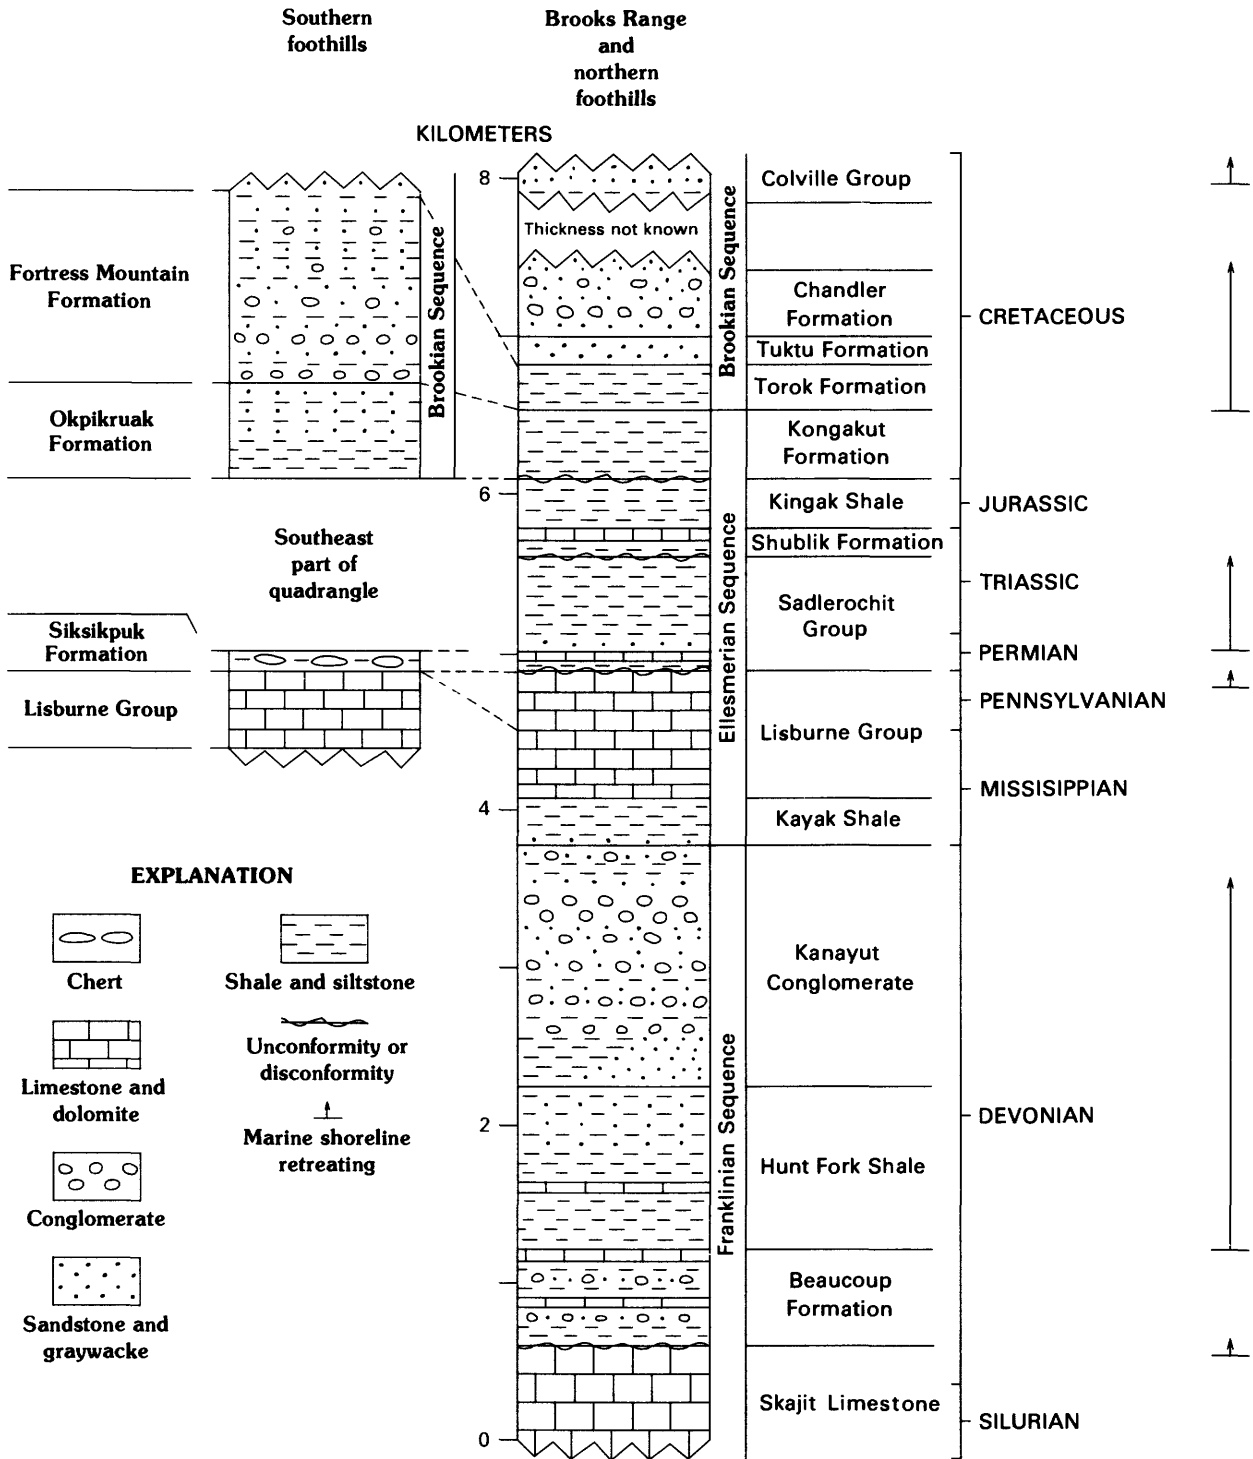 Southern
foothills
Brooks Range
and
northern
foothills
KILOMETERS
8
6
4
2
0
Fortress Mountain
Formation
Okpikruak
Formation
Brookian Sequence
Southeast
part of
quadrangle
Siksikpuk
Formation
Lisburne Group
Thickness not known
Brookian Sequence
Ellesmerian Sequence
Franklinian Sequence
Colville Group
Chandler
Formation
Tuktu Formation
Torok Formation
Kongakut
Formation
Kingak Shale
Shublik Formation
Sadlerochit
Group
Lisburne Group
Kayak Shale
Kanayut
Conglomerate
Hunt Fork Shale
Beaucoup
Formation
Skajit Limestone
CRETACEOUS
JURASSIC
TRIASSIC
PERMIAN
PENNSYLVANIAN
MISSISIPPIAN
DEVONIAN
SILURIAN
EXPLANATION
Chert
Limestone and
dolomite
Conglomerate
Sandstone and
graywacke
Shale and siltstone
Unconformity or
disconformity
Marine shoreline
retreating